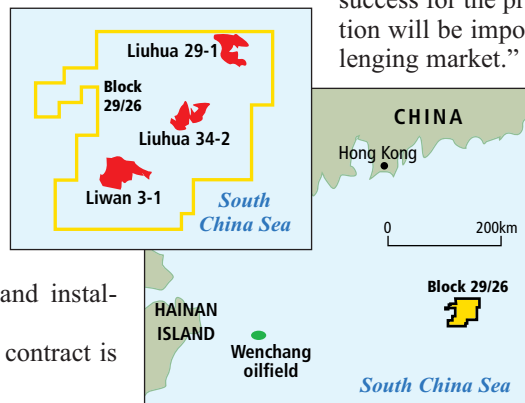 success for the pr
tion will be impo
lenging market.”
Liuhua 29-1
Block
29/26
Liuhua 34-2
Liwan 3-1
South
China Sea
CHINA
Hong Kong
0 200km
Block 29/26
and instal-
contract is
HAINAN
ISLAND
Wenchang
oilfield
South China Sea